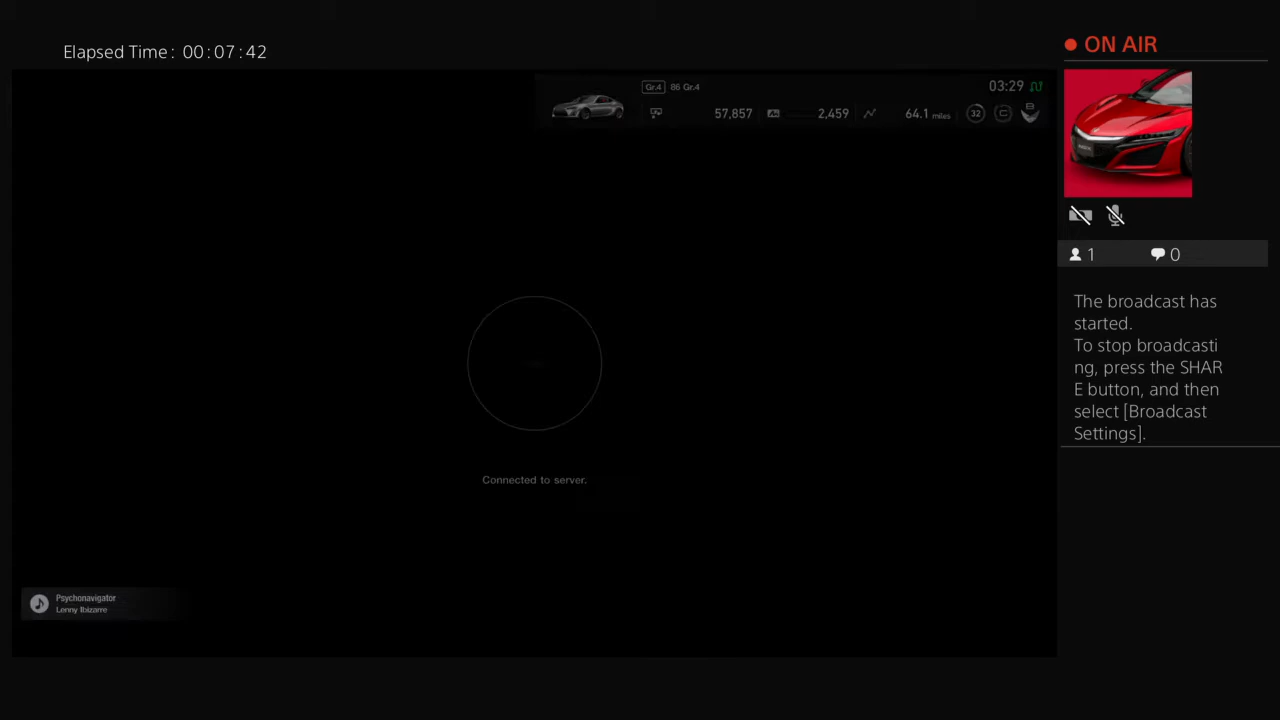 Elapsed Time: 00:07:42
ON AIR
Gr.4 86 Gr.4 03:29
57,857 2,459 64.1 miles 32 C B
1 0
The broadcast has
started.
To stop broadcasti
ng, press the SHAR
E button, and then
select [Broadcast
Settings].
Connected to server.
Psychonavigator
Lenny Ibizarre